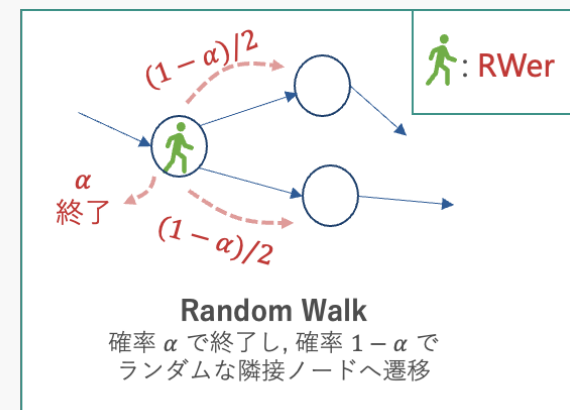 (1 − α)/2
: RWer
α
終了
(1 − α)/2
Random Walk
確率 α で終了し, 確率 1 − α で
ランダムな隣接ノードへ遷移